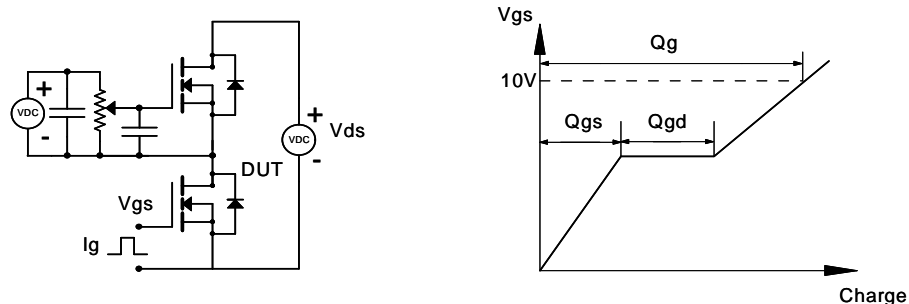 +
VDC
-
+
VDC
-
Vds
DUT
Vgs
Ig
Vgs
Qg
10V
Qgs
Qgd
Charge